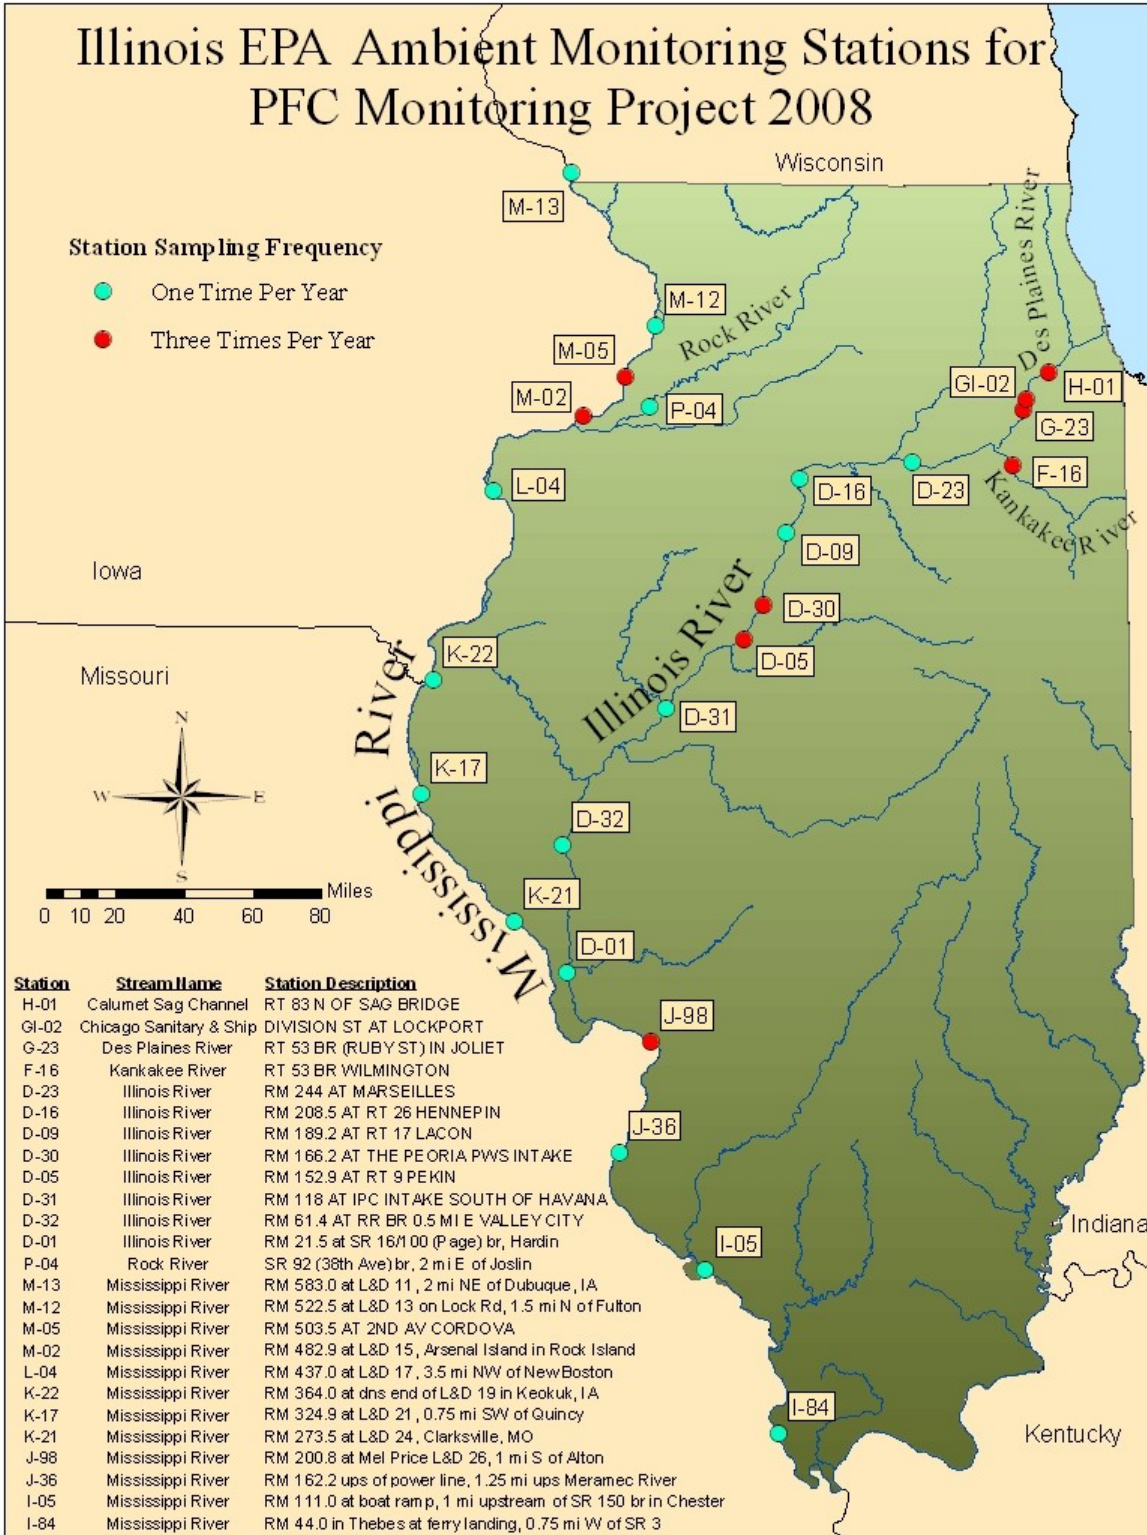 Illinois EPA Ambient Monitoring Stations for
PFC Monitoring Project 2008
Wisconsin
M-13
Station Sampling Frequency
One Time Per Year
Three Times Per Year
M-12
Rock River
Des Plaines River
M-05
M-02
P-04
GI-02
H-01
G-23
F-16
L-04
D-16
D-23
Kankakee River
D-09
Iowa
D-30
Illinois River
D-05
K-22
Missouri
D-31
Mississippi River
N
W E
S
K-17
D-32
Miles
0 10 20 40 60 80
K-21
D-01
J-98
J-36
Indiana
I-05
I-84
Kentucky
Station Stream Name Station Description
H-01 Calumet Sag Channel RT 83 N OF SAG BRIDGE
GI-02 Chicago Sanitary & Ship DIVISION ST AT LOCKPORT
G-23 Des Plaines River RT 53 BR (RUBY ST) IN JOLIET
F-16 Kankakee River RT 53 BR WILMINGTON
D-23 Illinois River RM 244 AT MARSEILLES
D-16 Illinois River RM 208.5 AT RT 26 HENNEPIN
D-09 Illinois River RM 189.2 AT RT 17 LACON
D-30 Illinois River RM 166.2 AT THE PEORIA PWS INTAKE
D-05 Illinois River RM 152.9 AT RT 9 PEKIN
D-31 Illinois River RM 118 AT IPC INTAKE SOUTH OF HAVANA
D-32 Illinois River RM 61.4 AT RR BR 0.5 MI E VALLEY CITY
D-01 Illinois River RM 21.5 at SR 16/100 (Page) br, Hardin
P-04 Rock River SR 92 (38th Ave) br, 2 mi E of Joslin
M-13 Mississippi River RM 583.0 at L&D 11, 2 mi NE of Dubuque, IA
M-12 Mississippi River RM 522.5 at L&D 13 on Lock Rd, 1.5 mi N of Fulton
M-05 Mississippi River RM 503.5 AT 2ND AV CORDOVA
M-02 Mississippi River RM 482.9 at L&D 15, Arsenal Island in Rock Island
L-04 Mississippi River RM 437.0 at L&D 17, 3.5 mi NW of New Boston
K-22 Mississippi River RM 364.0 at dns end of L&D 19 in Keokuk, IA
K-17 Mississippi River RM 324.9 at L&D 21, 0.75 mi SW of Quincy
K-21 Mississippi River RM 273.5 at L&D 24, Clarksville, MO
J-98 Mississippi River RM 200.8 at Mel Price L&D 26, 1 mi S of Alton
J-36 Mississippi River RM 162.2 ups of power line, 1.25 mi ups Meramec River
I-05 Mississippi River RM 111.0 at boat ramp, 1 mi upstream of SR 150 br in Chester
I-84 Mississippi River RM 44.0 in Thebes at ferry landing, 0.75 mi W of SR 3